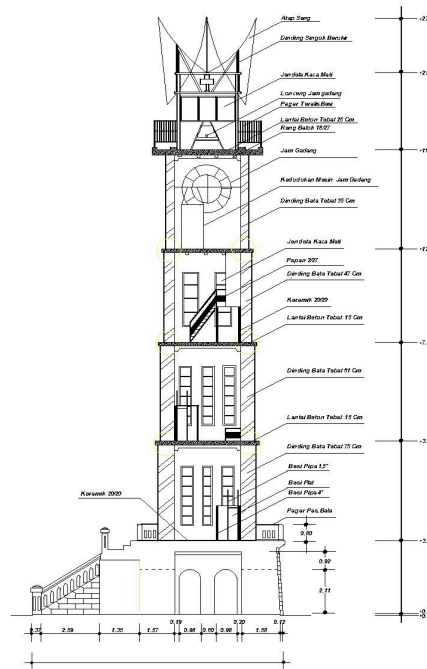 Atap Seng
Dinding Singok Berukir
Jendela Kaca Mati
Lonceng Jamgadang
Pagar Teralis Besi
Lantai Beton Tebal 25 Cm
Rang Balok 18/27
Jam Gadang
Kedudukan Mesin Jam Gadang
Dinding Bata Tebal 35 Cm
Jendela Kaca Mati
Papan 2/27
Dinding Bata Tebal 47 Cm
Keramik 20/20
Lantai Beton Tebal 15 Cm
Dinding Bata Tebal 61 Cm
Lantai Beton Tebal 15 Cm
Dinding Bata Tebal 75 Cm
Besi Pipa 1,5"
Besi Plat
Besi Pipa 4"
Keramik 20/20
Pagar Pas.Bata
0.80
0.92
2.11
0.37 2.59 1.35 1.57 0.19 0.98 0.60 0.98 0.20 1.58 0.12